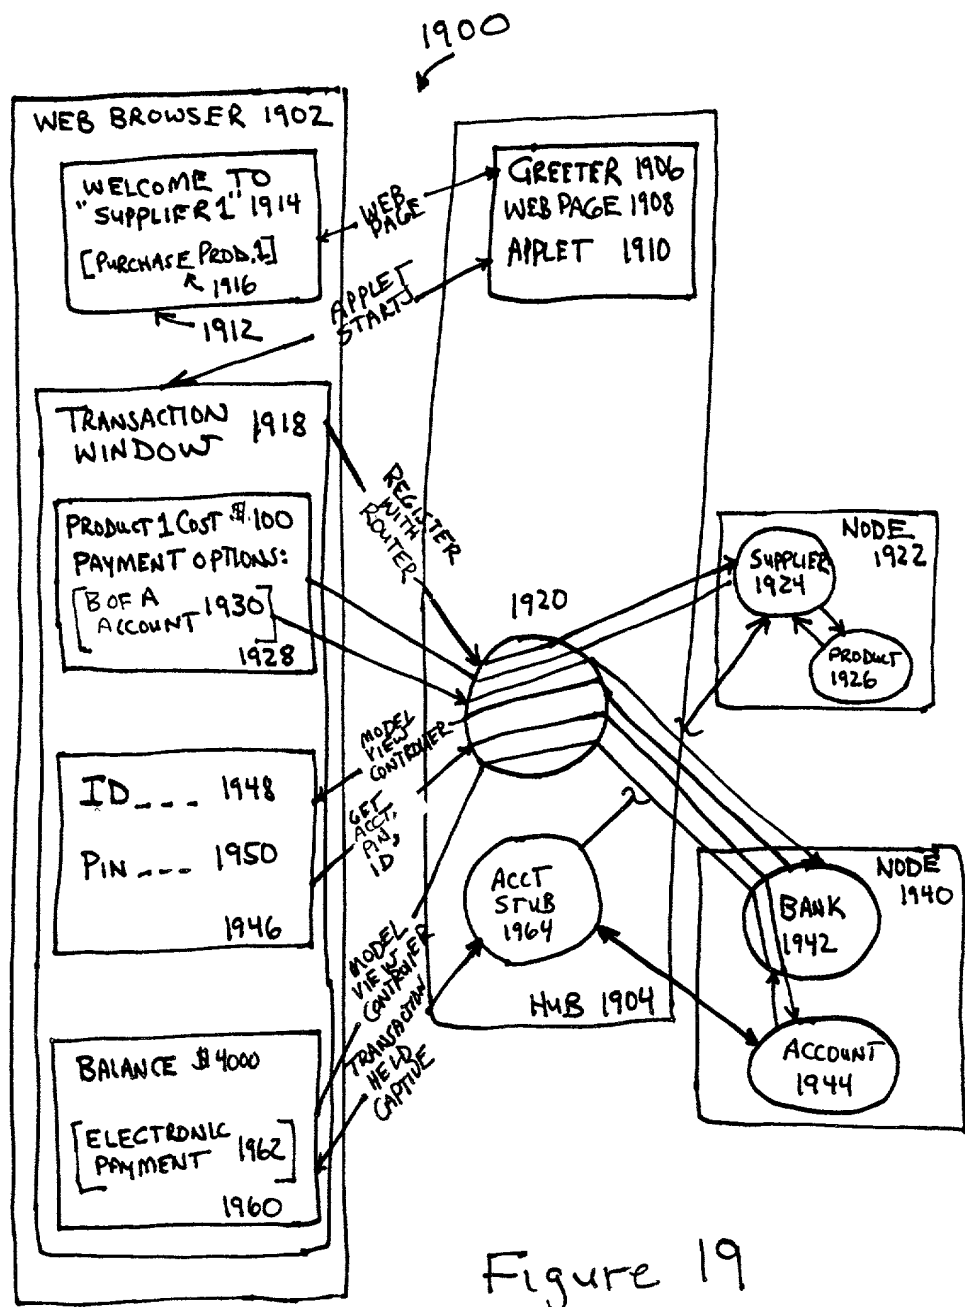 1900
WEB BROWSER 1902
WELCOME TO
"SUPPLIER 1" 1914
[PURCHASE PROD. 1]
1916
1912
WEB
PAGE
GREETER 1906
WEB PAGE 1908
APPLET 1910
APPLET
STARTS
TRANSACTION 1918
WINDOW
REGISTER
WITH
ROUTER
PRODUCT 1 COST $100
PAYMENT OPTIONS:
[B OF A 1930
ACCOUNT]
1928
1920
NODE
1922
SUPPLIER
1924
PRODUCT
1926
MODEL
VIEW
CONTROLLER
ID _ _ _ 1948
PIN _ _ _ 1950
1946
GET
ACCT,
PIN,
ID
ACCT
STUB
1964
HUB 1904
NODE
1940
BANK
1942
ACCOUNT
1944
MODEL
VIEW
CONTROLLER
TRANSACTION
HELD
CAPTIVE
BALANCE $4000
[ELECTRONIC
PAYMENT 1962]
1960
Figure 19